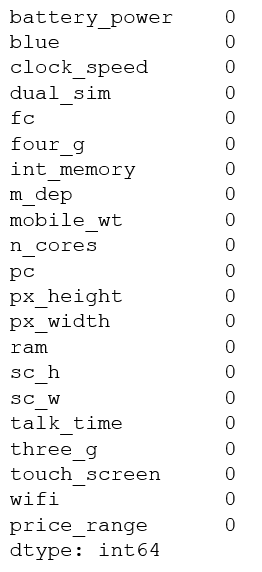 battery_power 0
blue 0
clock_speed 0
dual_sim 0
fc 0
four_g 0
int_memory 0
m_dep 0
mobile_wt 0
n_cores 0
pc 0
px_height 0
px_width 0
ram 0
sc_h 0
sc_w 0
talk_time 0
three_g 0
touch_screen 0
wifi 0
price_range 0
dtype: int64